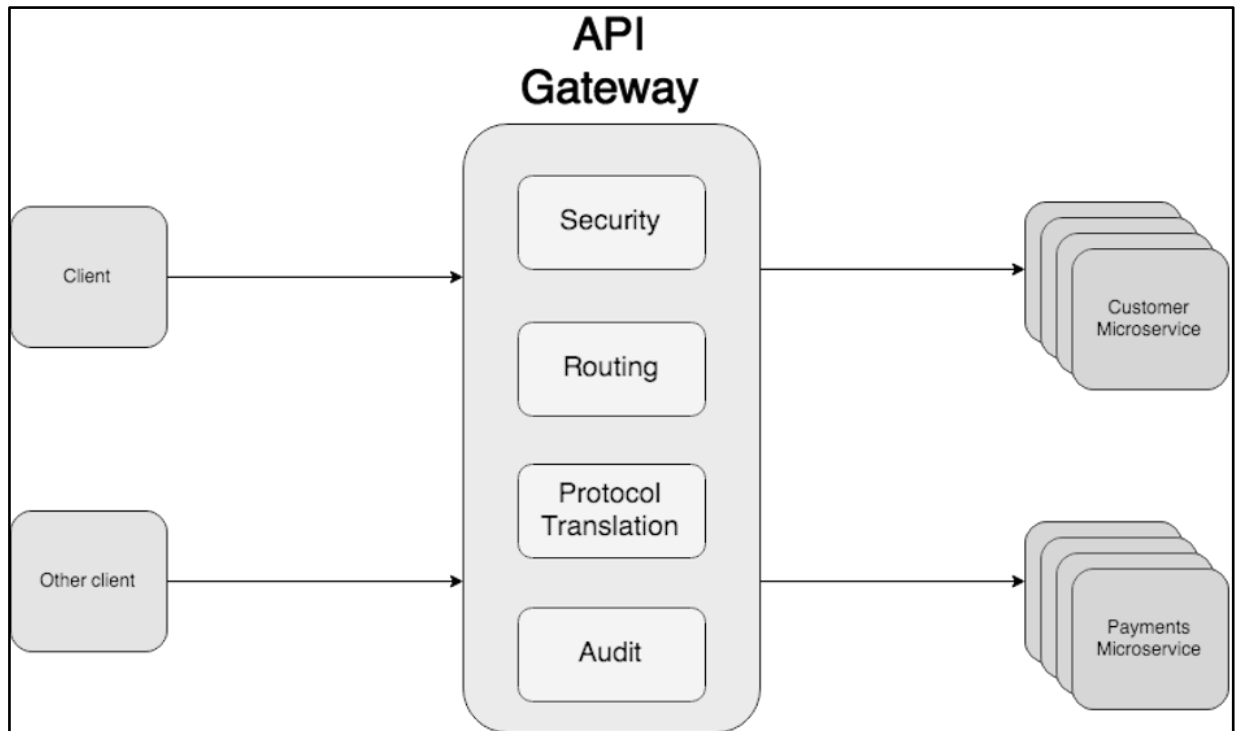 API
Gateway
Security
Client
Customer
Microservice
Routing
Protocol
Translation
Other client
Payments
Microservice
Audit